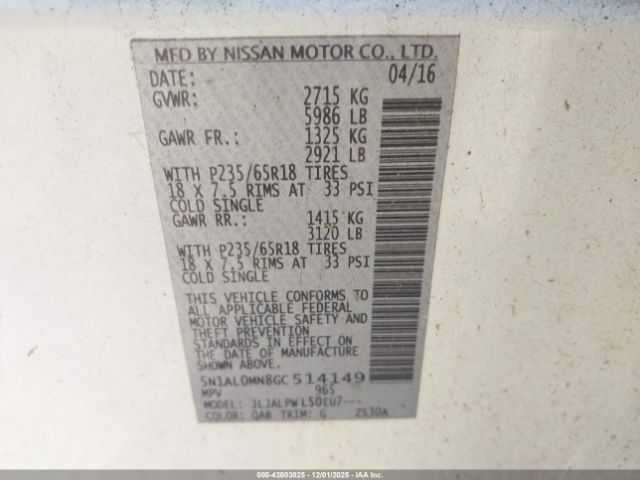 MFD BY NISSAN MOTOR CO., LTD.
DATE: 04/16
GVWR: 2715 KG
5986 LB
GAWR FR.: 1325 KG
2921 LB
WITH P235/65R18 TIRES
18 X 7.5 RIMS AT 33 PSI
COLD SINGLE
GAWR RR.: 1415 KG
3120 LB
WITH P235/65R18 TIRES
18 X 7.5 RIMS AT 33 PSI
COLD SINGLE
THIS VEHICLE CONFORMS TO
ALL APPLICABLE FEDERAL
MOTOR VEHICLE SAFETY AND
THEFT PREVENTION
STANDARDS IN EFFECT ON
THE DATE OF MANUFACTURE
SHOWN ABOVE.
5N1AL0MN8GC514149
MPV 965
MODEL: JLJALPWL50EU7---
COLOR: QAB TRIM: G ZS30A
000-43803825 - 12/01/2025 - IAAI.COM